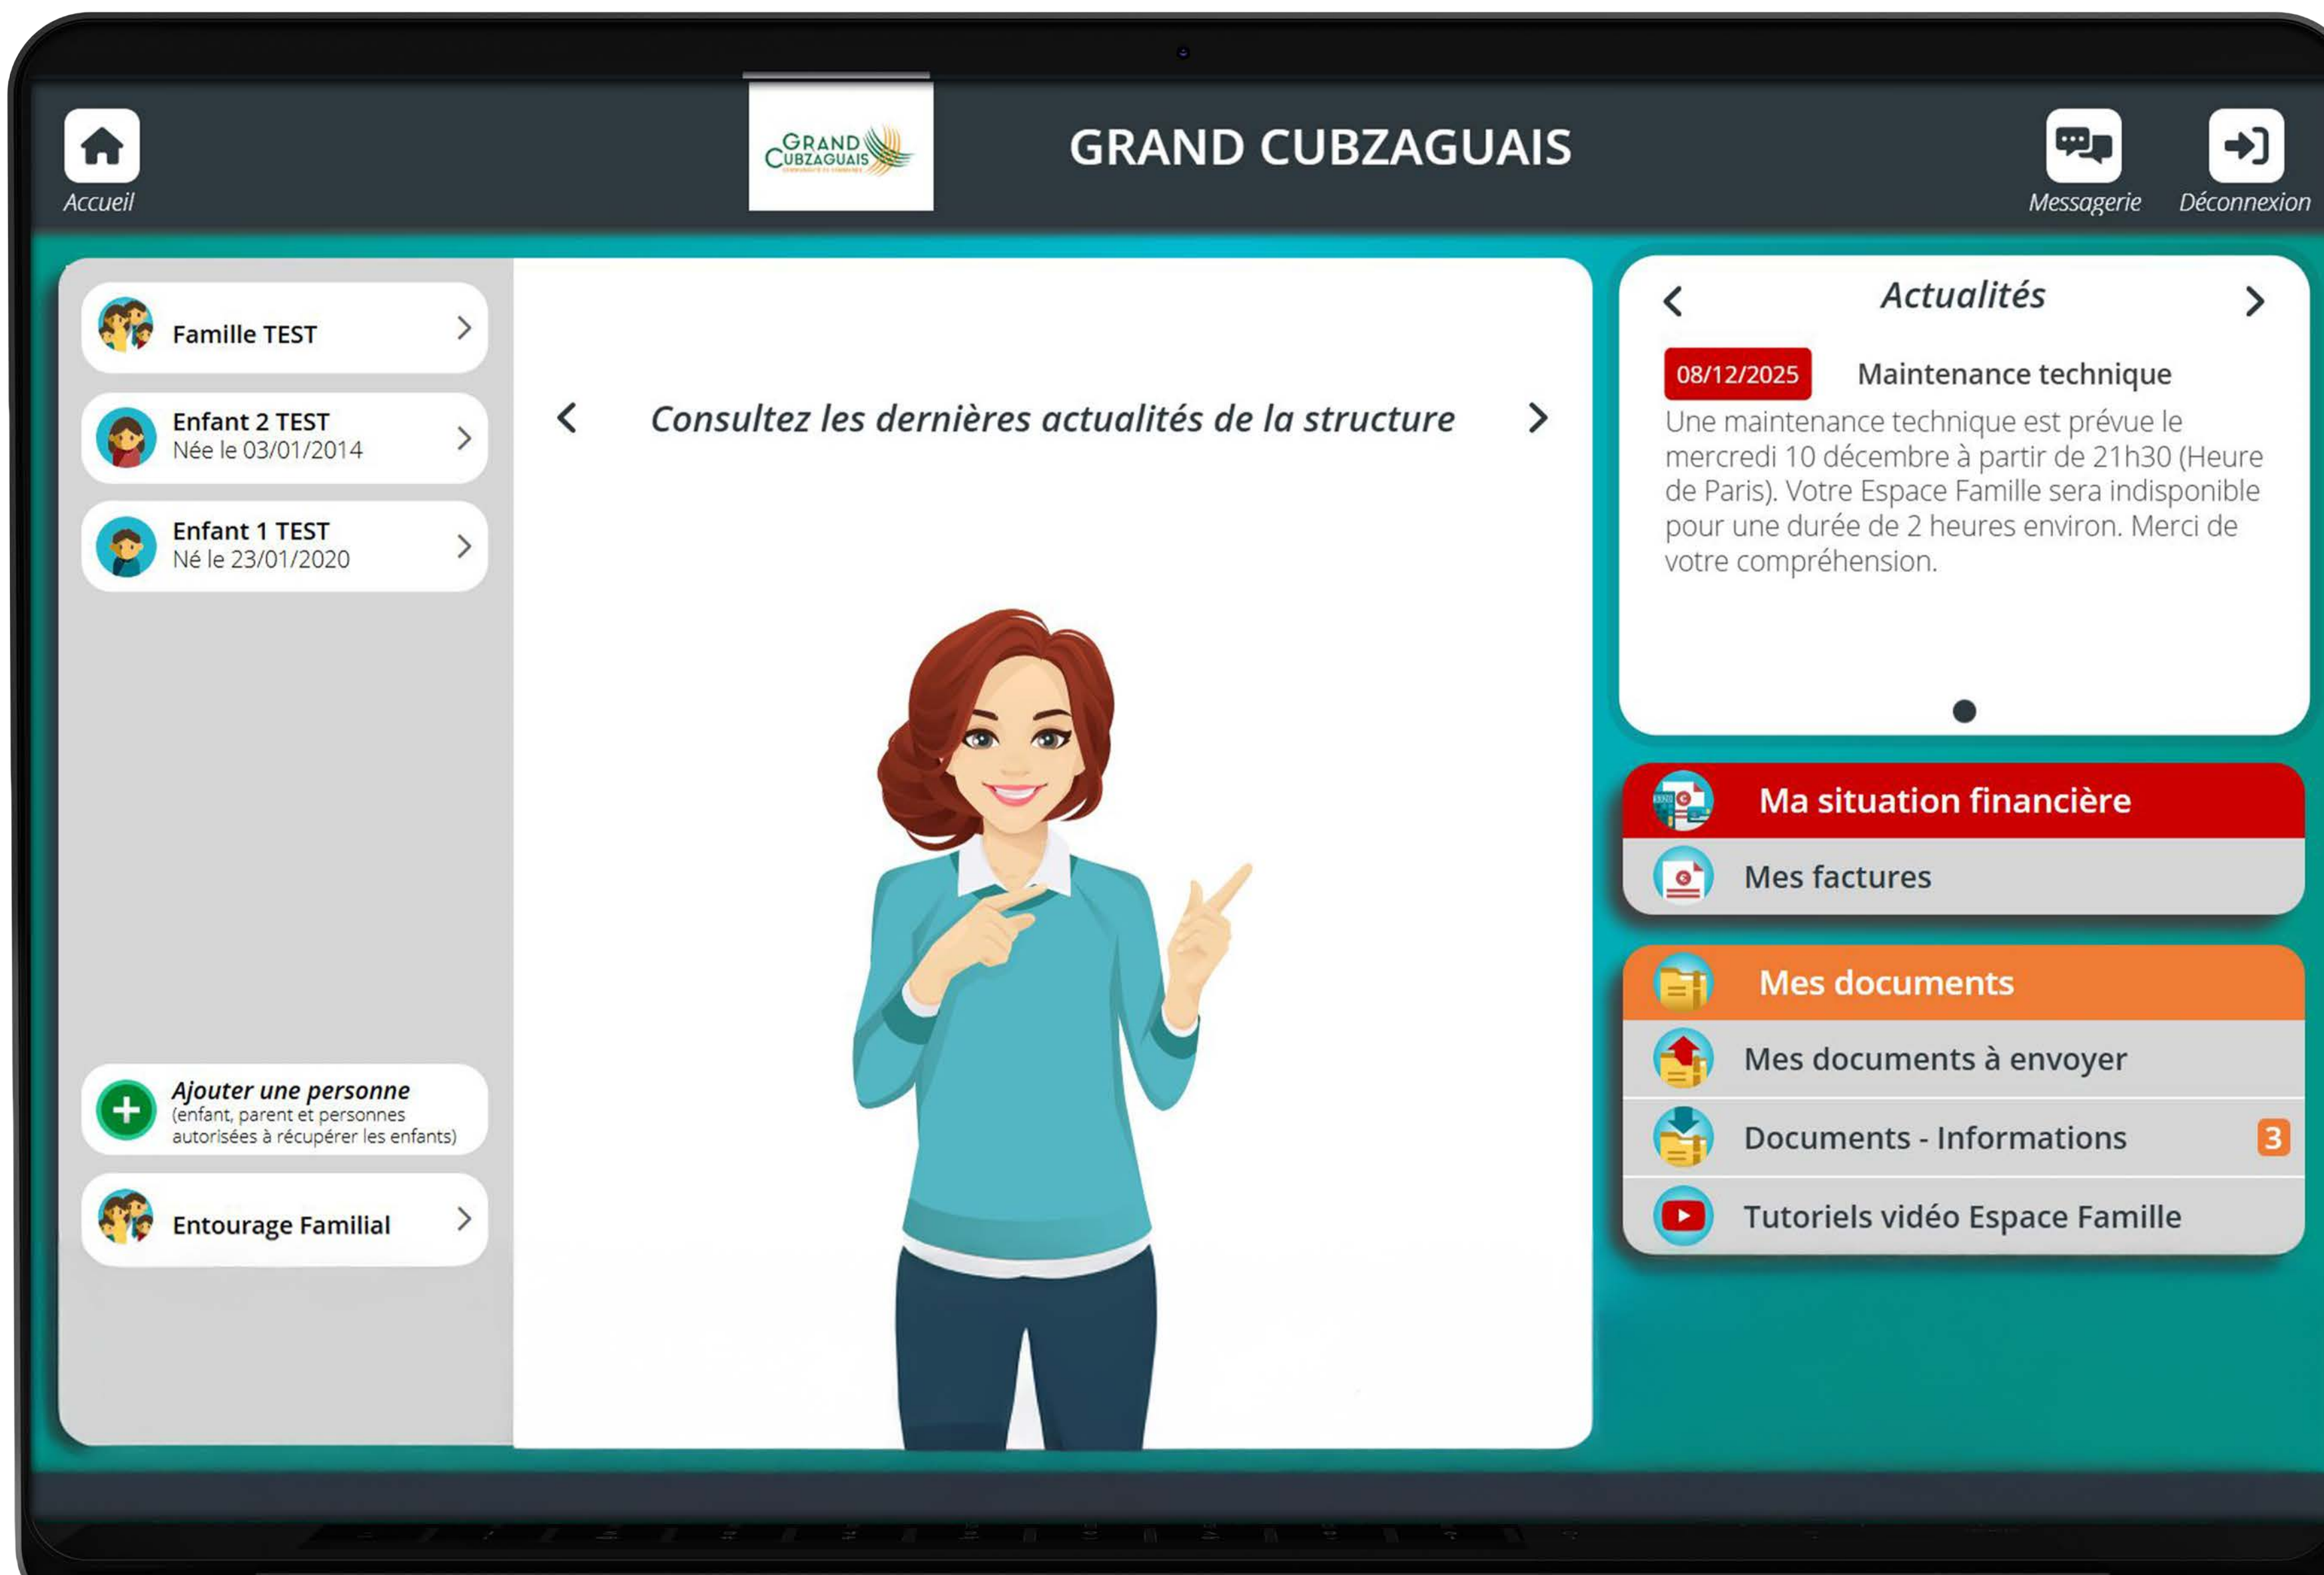 Accueil
GRAND
CUBZAGUAIS
COMMUNAUTÉ DE COMMUNES
GRAND CUBZAGUAIS
Messagerie
Déconnexion
Famille TEST
Enfant 2 TEST
Née le 03/01/2014
Enfant 1 TEST
Né le 23/01/2020
Ajouter une personne
(enfant, parent et personnes
autorisées à récupérer les enfants)
Entourage Familial
Consultez les dernières actualités de la structure
Actualités
08/12/2025 Maintenance technique
Une maintenance technique est prévue le
mercredi 10 décembre à partir de 21h30 (Heure
de Paris). Votre Espace Famille sera indisponible
pour une durée de 2 heures environ. Merci de
votre compréhension.
Ma situation financière
Mes factures
Mes documents
Mes documents à envoyer
Documents - Informations 3
Tutoriels vidéo Espace Famille